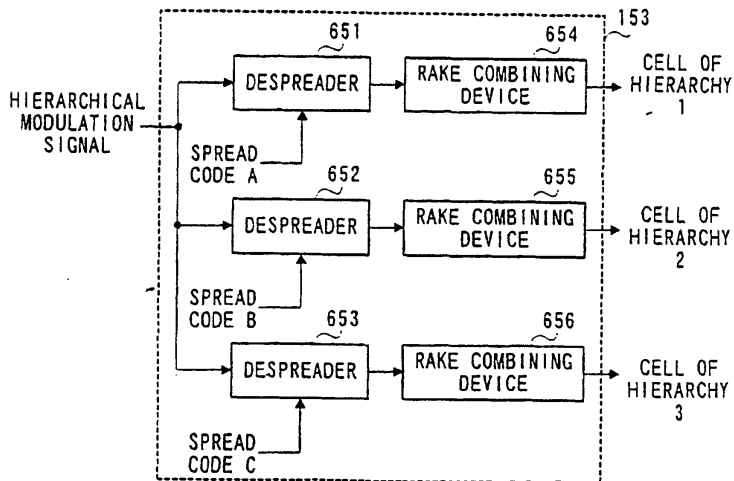 651
654
153
DESPREADER
RAKE COMBINING
DEVICE
CELL OF
HIERARCHY
1
HIERARCHICAL
MODULATION
SIGNAL
SPREAD
CODE A
652
655
DESPREADER
RAKE COMBINING
DEVICE
CELL OF
HIERARCHY
2
SPREAD
CODE B
653
656
DESPREADER
RAKE COMBINING
DEVICE
CELL OF
HIERARCHY
3
SPREAD
CODE C